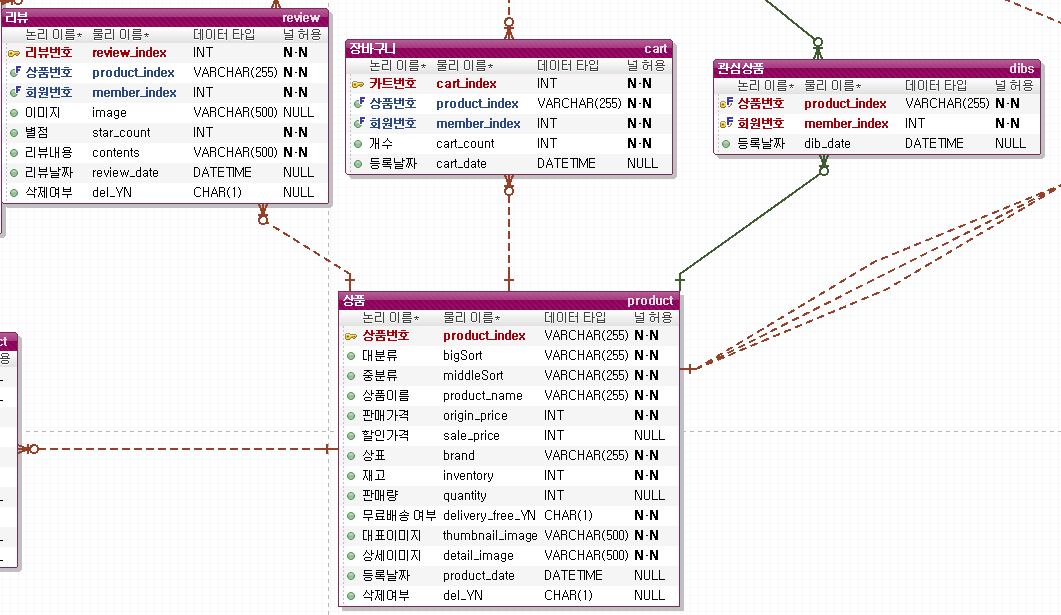 리뷰 review
논리 이름* 물리 이름* 데이터 타입 널 허용
리뷰번호 review_index INT N-N
상품번호 product_index VARCHAR(255) N-N
회원번호 member_index INT N-N
이미지 image VARCHAR(500) NULL
별점 star_count INT N-N
리뷰내용 contents VARCHAR(500) N-N
리뷰날짜 review_date DATETIME NULL
삭제여부 del_YN CHAR(1) NULL
장바구니 cart
논리 이름* 물리 이름* 데이터 타입 널 허용
카트번호 cart_index INT N-N
상품번호 product_index VARCHAR(255) N-N
회원번호 member_index INT N-N
개수 cart_count INT N-N
등록날짜 cart_date DATETIME NULL
관심상품 dibs
논리 이름* 물리 이름* 데이터 타입 널 허용
상품번호 product_index VARCHAR(255) N-N
회원번호 member_index INT N-N
등록날짜 dib_date DATETIME NULL
ct
용
상품 product
논리 이름* 물리 이름* 데이터 타입 널 허용
상품번호 product_index VARCHAR(255) N-N
대분류 bigSort VARCHAR(255) N-N
중분류 middleSort VARCHAR(255) N-N
상품이름 product_name VARCHAR(255) N-N
판매가격 origin_price INT N-N
할인가격 sale_price INT NULL
상표 brand VARCHAR(255) N-N
재고 inventory INT N-N
판매량 quantity INT NULL
무료배송 여부 delivery_free_YN CHAR(1) N-N
대표이미지 thumbnail_image VARCHAR(500) N-N
상세이미지 detail_image VARCHAR(500) N-N
등록날짜 product_date DATETIME NULL
삭제여부 del_YN CHAR(1) NULL